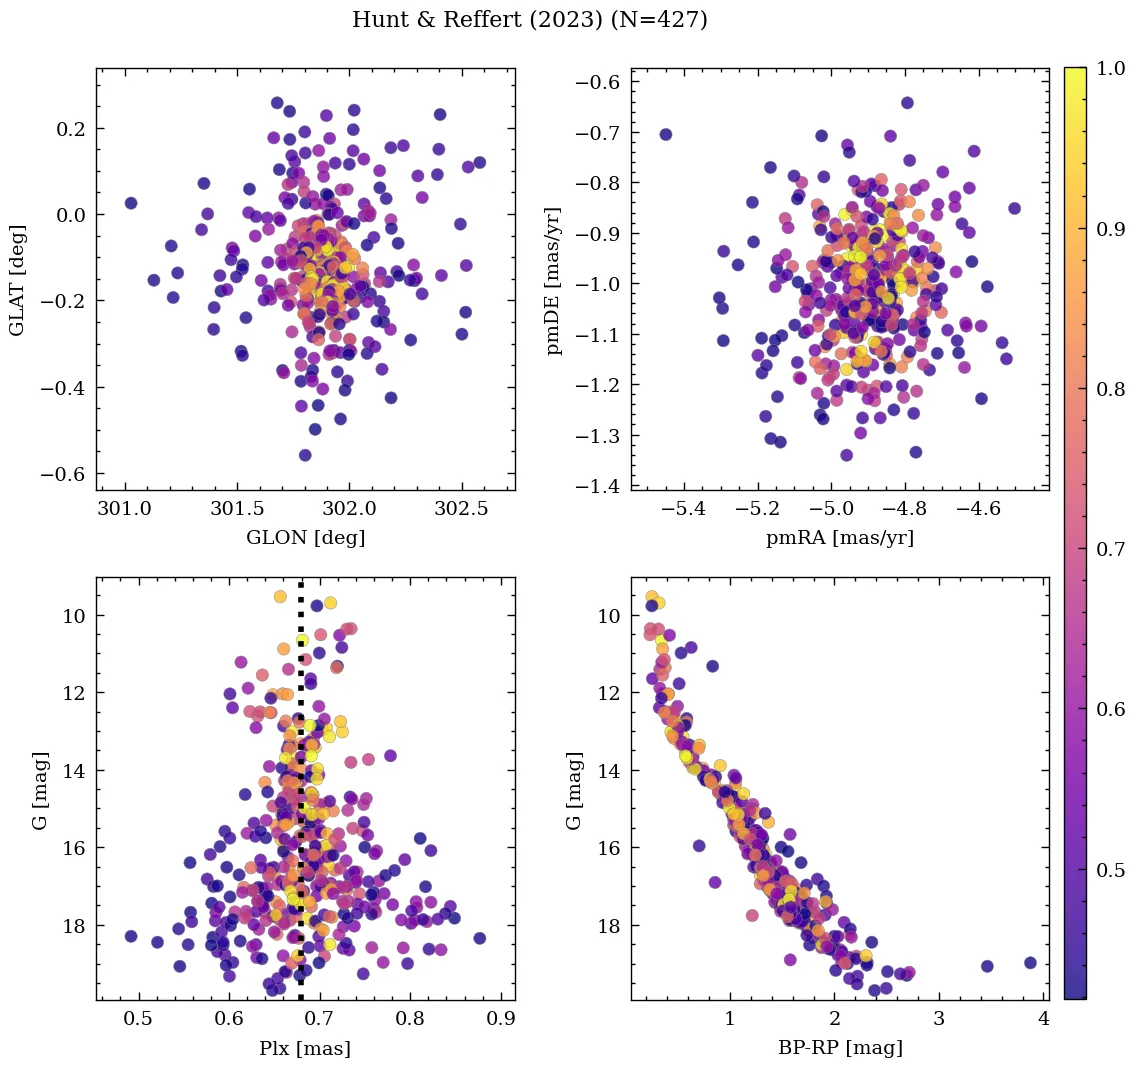 Hunt & Reffert (2023) (N=427)
0.2
0.0
−0.2
−0.4
−0.6
GLAT [deg]
301.0 301.5 302.0 302.5
GLON [deg]
−0.6
−0.7
−0.8
−0.9
−1.0
−1.1
−1.2
−1.3
−1.4
pmDE [mas/yr]
−5.4 −5.2 −5.0 −4.8 −4.6
pmRA [mas/yr]
10
12
14
16
18
G [mag]
0.5 0.6 0.7 0.8 0.9
Plx [mas]
10
12
14
16
18
G [mag]
1 2 3 4
BP-RP [mag]
1.0
0.9
0.8
0.7
0.6
0.5